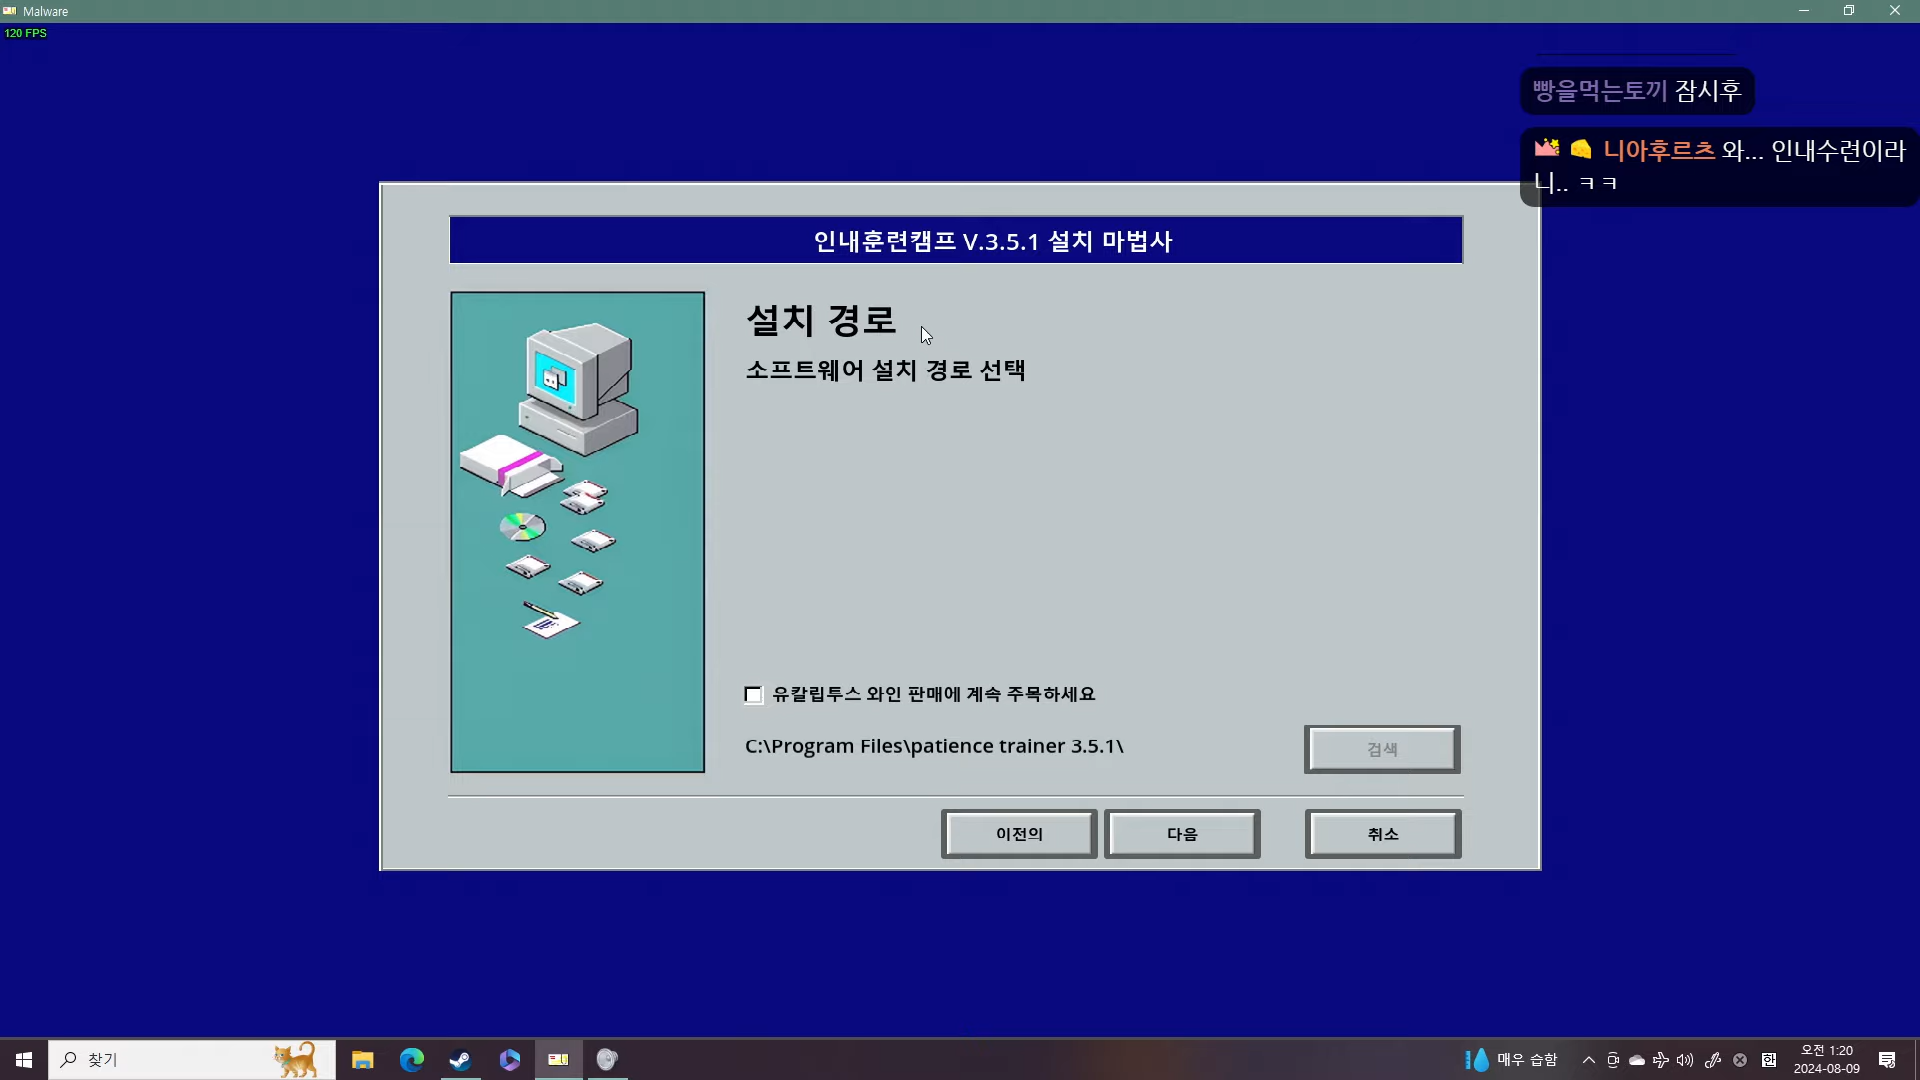 Malware
120 FPS
빵을먹는토끼 잠시후
니아후르츠 와... 인내수련이라
니.. ㅋㅋ
인내훈련캠프 V.3.5.1 설치 마법사
설치 경로
소프트웨어 설치 경로 선택
유칼립투스 와인 판매에 계속 주목하세요
C:\Program Files\patience trainer 3.5.1\
검색
이전의
다음
취소
찾기
매우 습함
한
오전 1:20
2024-08-09